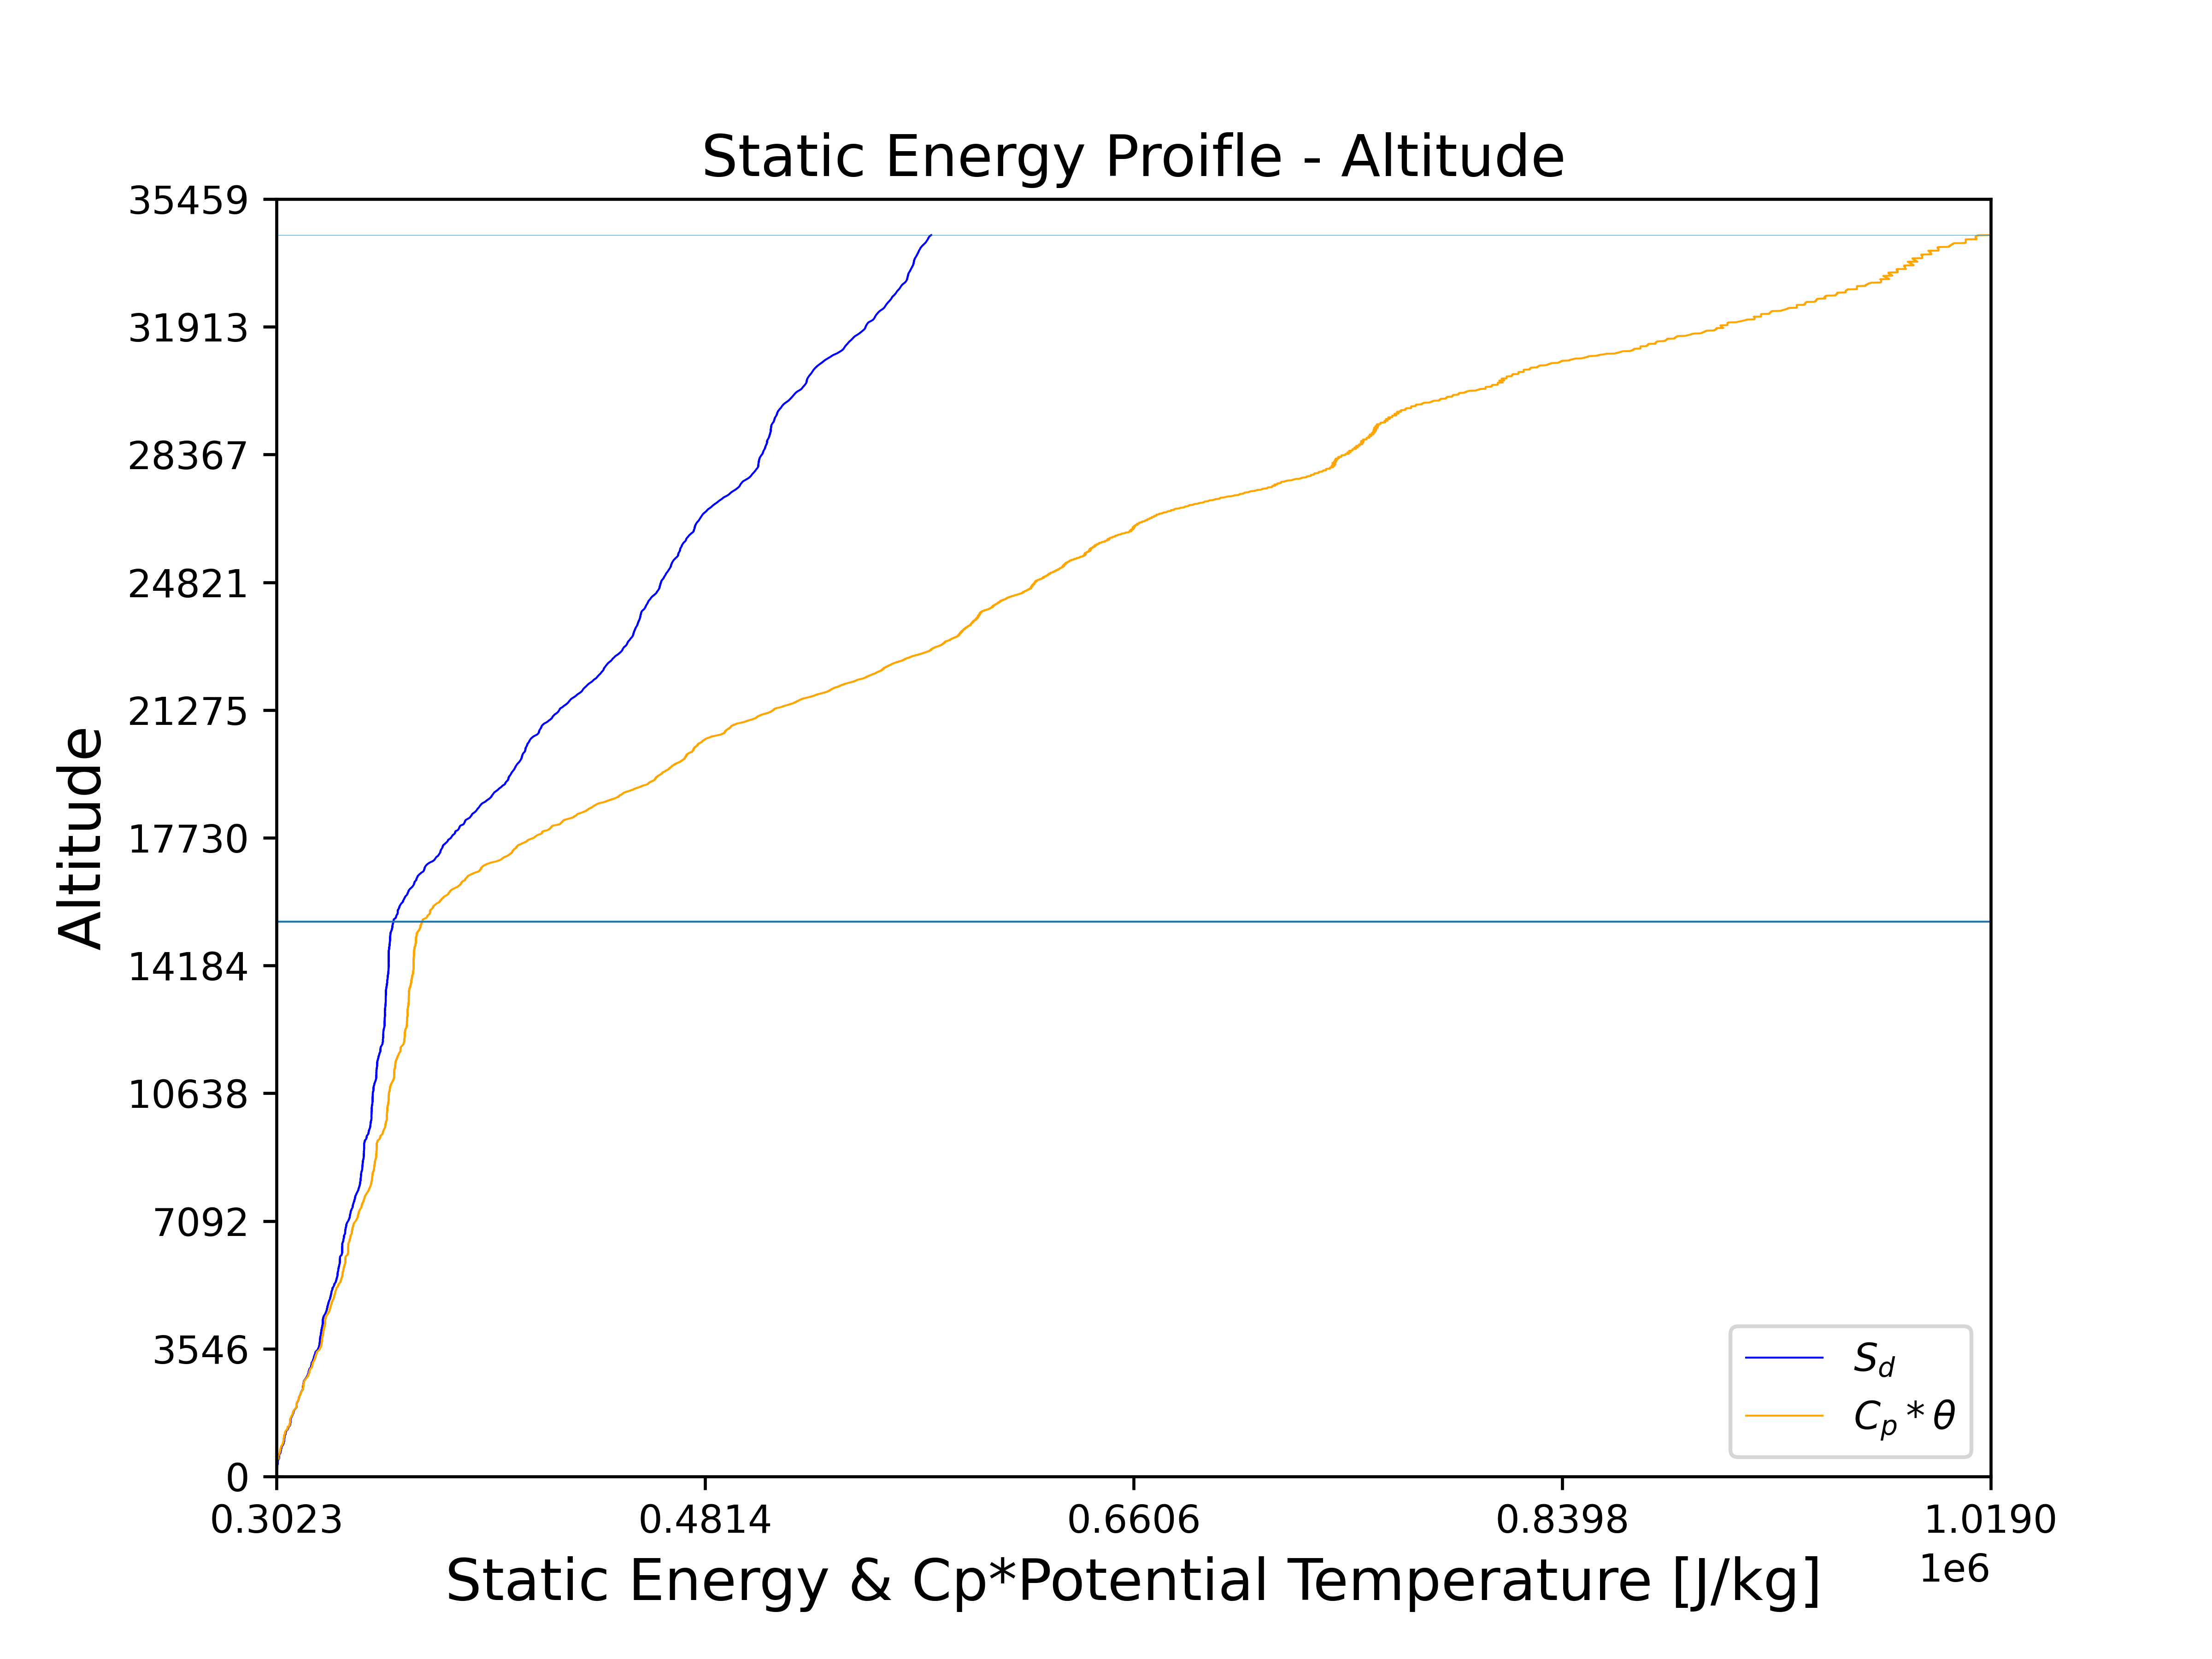 Static Energy Proifle - Altitude
35459
31913
28367
24821
21275
17730
14184
10638
7092
3546
0
Altitude
S_d
C_p * θ
0.3023 0.4814 0.6606 0.8398 1.0190
1e6
Static Energy & Cp*Potential Temperature [J/kg]